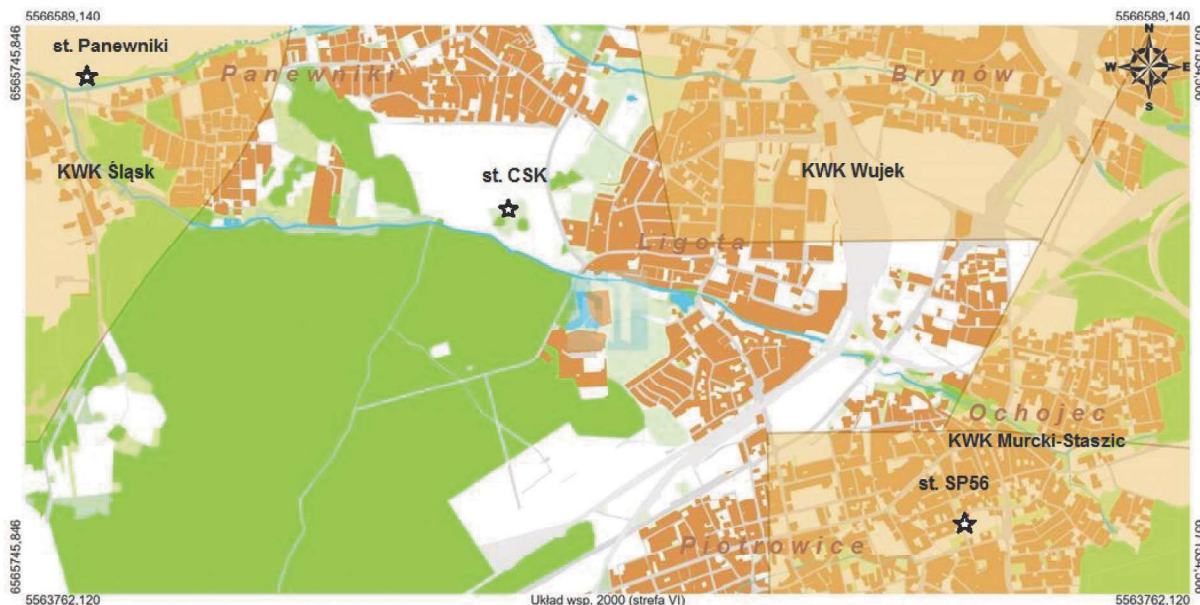 5566589,140
5566589,140
6565745,846
st. Panewniki
Panewniki
Brynów
N
W
E
S
KWK Śląsk
st. CSK
KWK Wujek
Ligota
Ochojec
KWK Murcki-Staszic
st. SP56
Piotrowice
6565745,846
5563762,120
Układ wsp. 2000 (strefa VI)
5563762,120